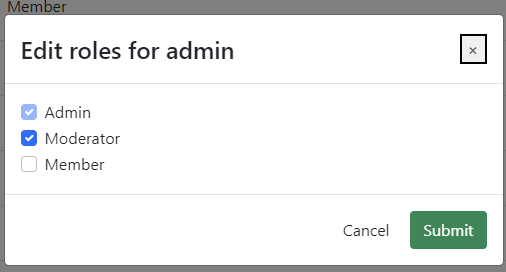 Member
Edit roles for admin
×
Admin
Moderator
Member
Cancel Submit